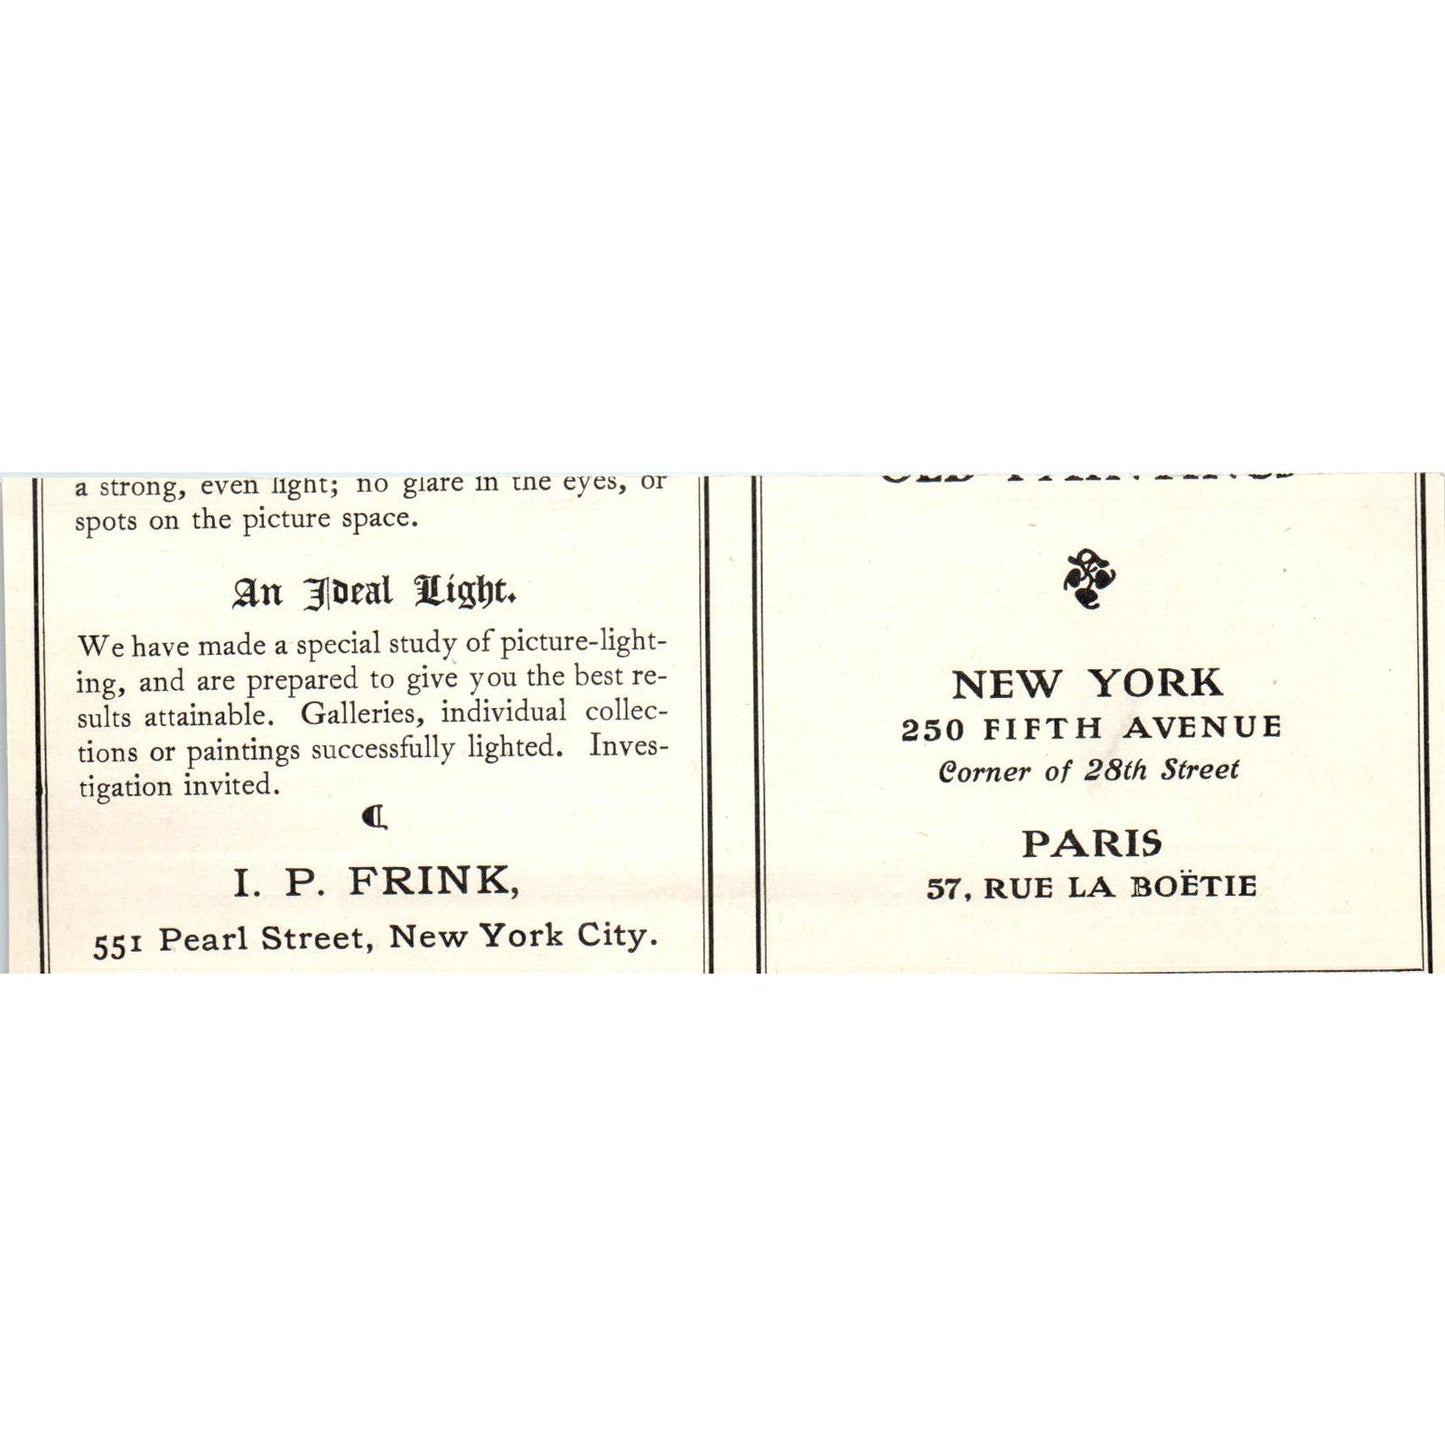 a strong, even light; no glare in the eyes, or
spots on the picture space.
An Ideal Light.
We have made a special study of picture-light-
ing, and are prepared to give you the best re-
sults attainable. Galleries, individual collec-
tions or paintings successfully lighted. Inves-
tigation invited.
I. P. FRINK,
551 Pearl Street, New York City.
OLD PAINTINGS
NEW YORK
250 FIFTH AVENUE
Corner of 28th Street
PARIS
57, RUE LA BOËTIE